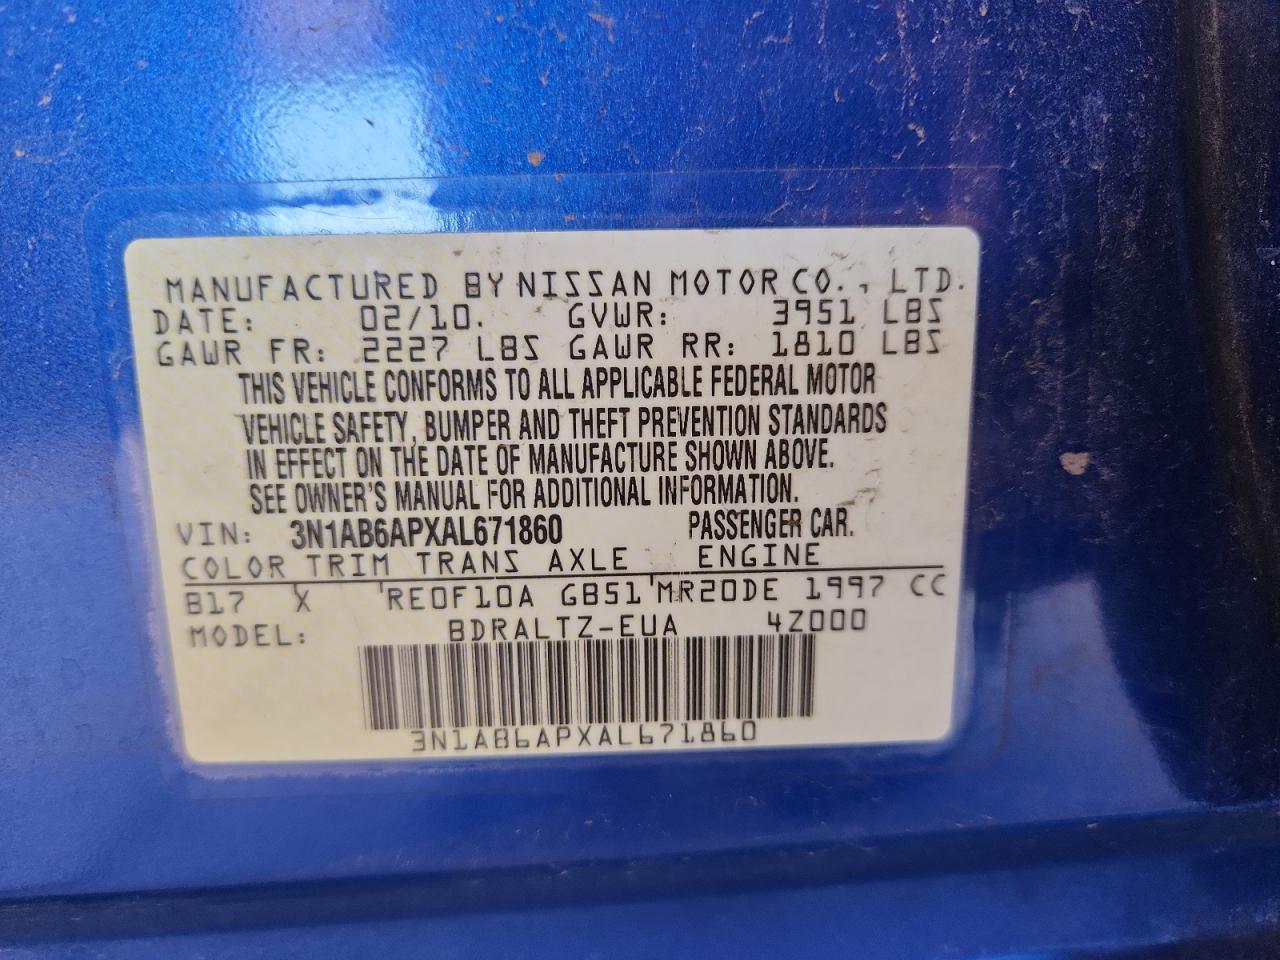 MANUFACTURED BY NISSAN MOTOR CO., LTD.
DATE: 02/10. GVWR: 3951 LBS
GAWR FR: 2227 LBS GAWR RR: 1810 LBS
THIS VEHICLE CONFORMS TO ALL APPLICABLE FEDERAL MOTOR
VEHICLE SAFETY, BUMPER AND THEFT PREVENTION STANDARDS
IN EFFECT ON THE DATE OF MANUFACTURE SHOWN ABOVE.
SEE OWNER'S MANUAL FOR ADDITIONAL INFORMATION.
VIN: 3N1AB6APXAL671860 PASSENGER CAR.
COLOR TRIM TRANS AXLE ENGINE
B17 X RE0F10A GB51 MR20DE 1997 CC
MODEL: BDRALTZ-EUA 4Z000
3N1AB6APXAL671860